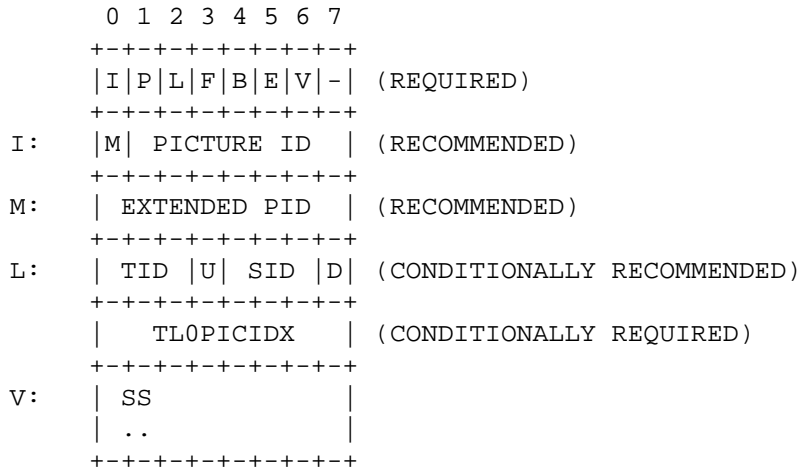 0 1 2 3 4 5 6 7
      +-+-+-+-+-+-+-+-+
      |I|P|L|F|B|E|V|-| (REQUIRED)
      +-+-+-+-+-+-+-+-+
I:    |M| PICTURE ID  | (RECOMMENDED)
      +-+-+-+-+-+-+-+-+
M:    | EXTENDED PID  | (RECOMMENDED)
      +-+-+-+-+-+-+-+-+
L:    | TID |U| SID |D| (CONDITIONALLY RECOMMENDED)
      +-+-+-+-+-+-+-+-+
      |   TL0PICIDX   | (CONDITIONALLY REQUIRED)
      +-+-+-+-+-+-+-+-+
V:    | SS            |
      | ..            |
      +-+-+-+-+-+-+-+-+